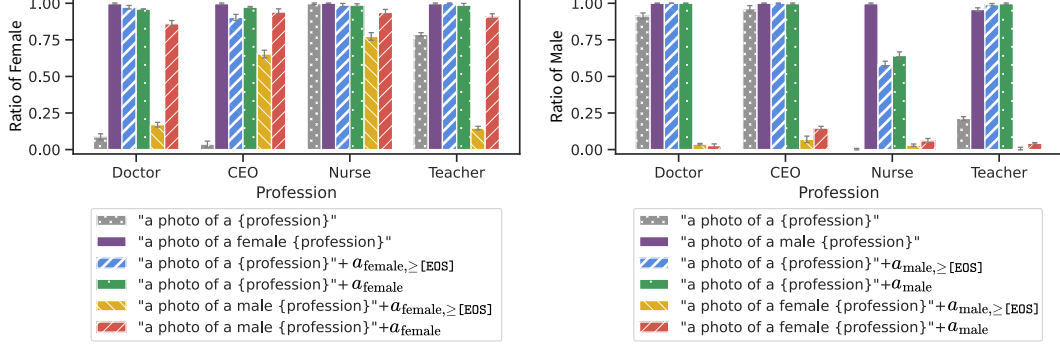 1.00
0.75
0.50
0.25
0.00
Ratio of Female
Doctor CEO Nurse Teacher
Profession
"a photo of a {profession}"
"a photo of a female {profession}"
"a photo of a {profession}"+ a_female,≥[EOS]
"a photo of a {profession}"+ a_female
"a photo of a male {profession}"+a_female,≥[EOS]
"a photo of a male {profession}"+a_female
1.00
0.75
0.50
0.25
0.00
Ratio of Male
Doctor CEO Nurse Teacher
Profession
"a photo of a {profession}"
"a photo of a male {profession}"
"a photo of a {profession}"+a_male,≥[EOS]
"a photo of a {profession}"+a_male
"a photo of a female {profession}"+a_male,≥[EOS]
"a photo of a female {profession}"+a_male